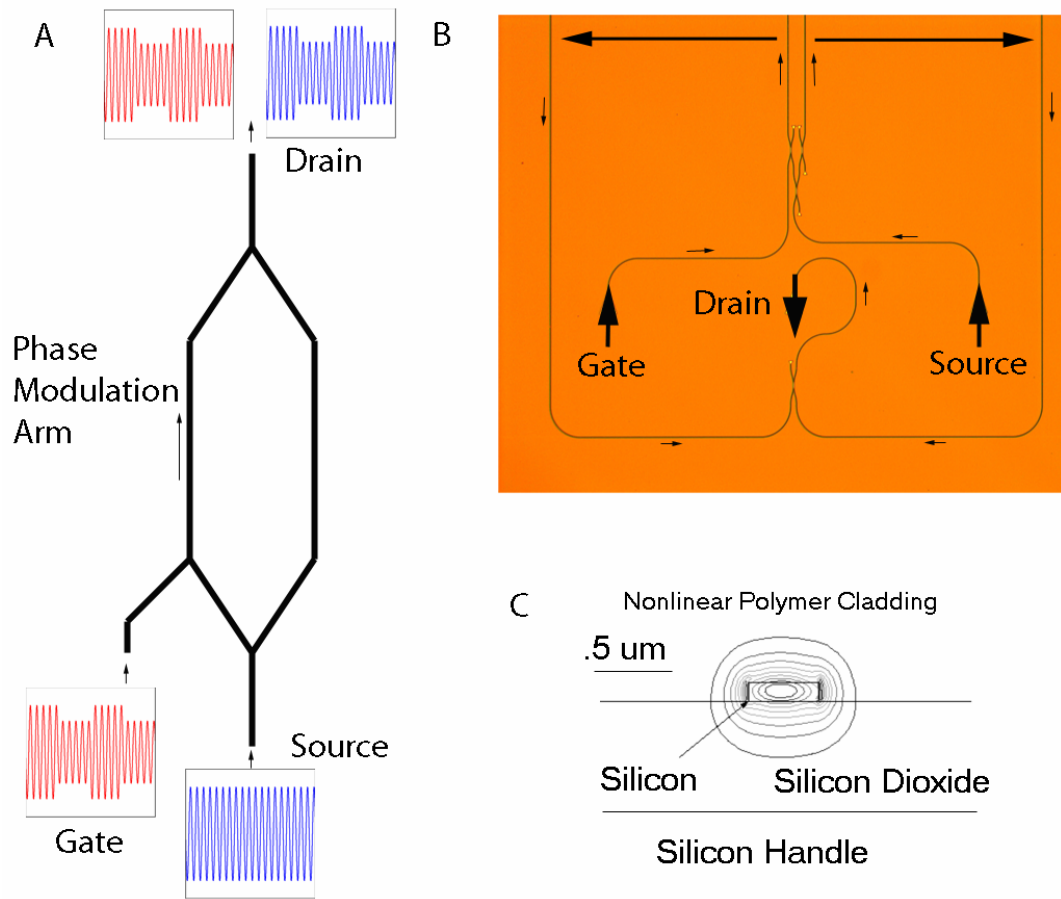 A
Drain
Phase
Modulation
Arm
Source
Gate
B
Drain
Gate
Source
C
Nonlinear Polymer Cladding
.5 um
Silicon
Silicon Dioxide
Silicon Handle